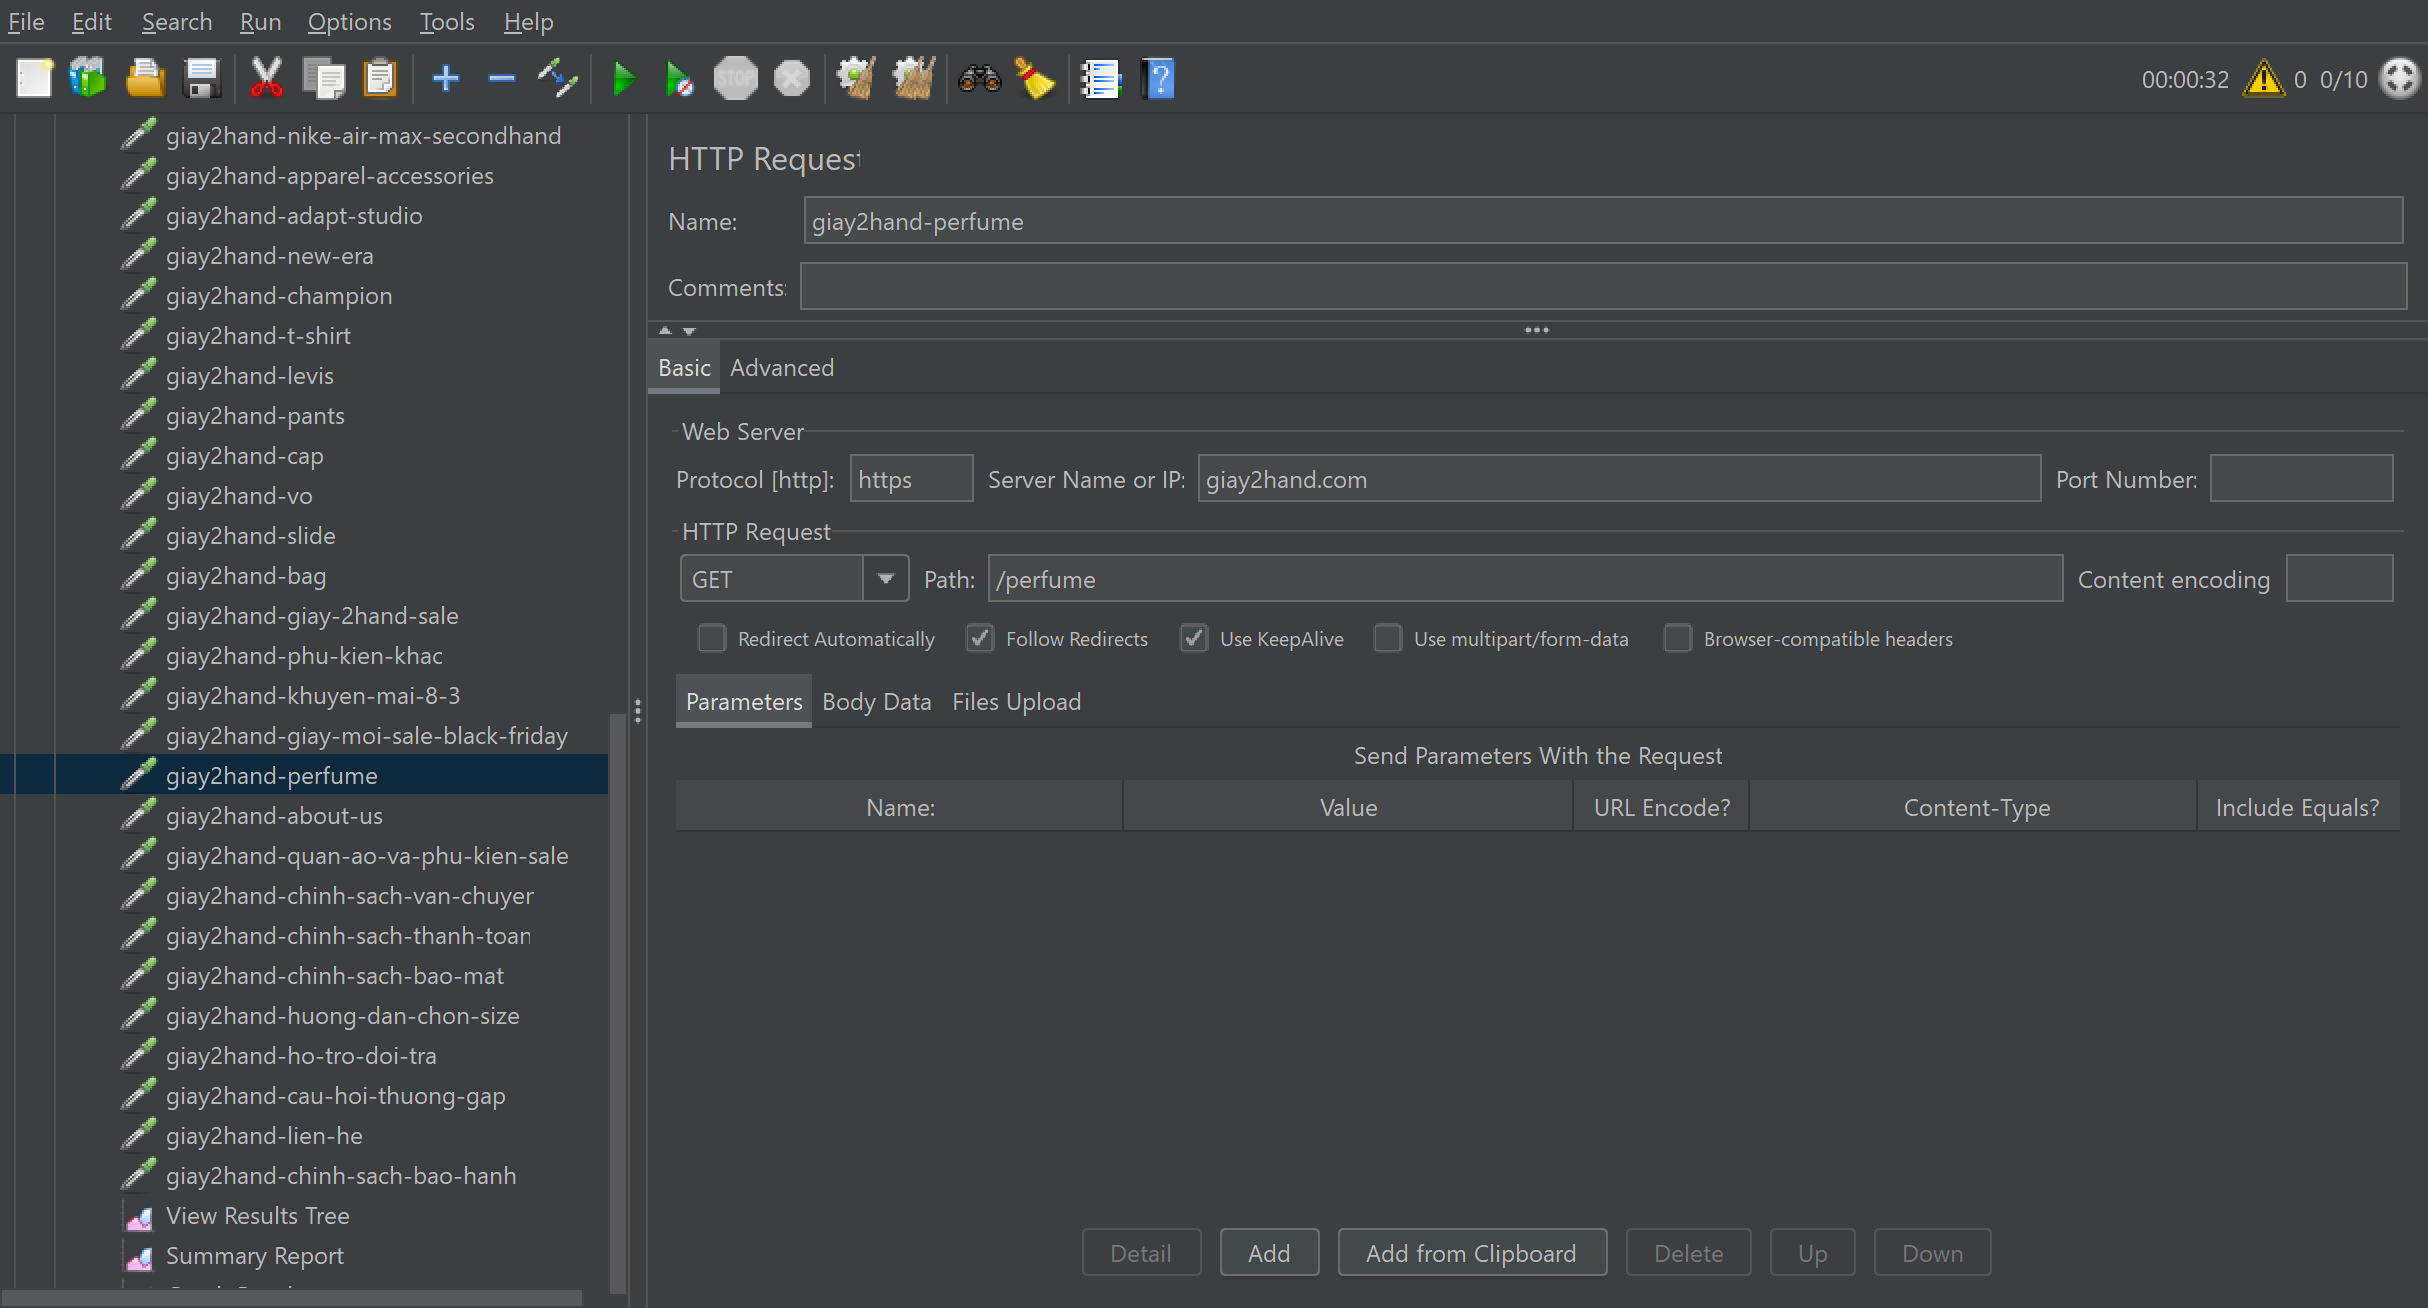 File Edit Search Run Options Tools Help
STOP
00:00:32 0 0/10
giay2hand-nike-air-max-secondhand
giay2hand-apparel-accessories
giay2hand-adapt-studio
giay2hand-new-era
giay2hand-champion
giay2hand-t-shirt
giay2hand-levis
giay2hand-pants
giay2hand-cap
giay2hand-vo
giay2hand-slide
giay2hand-bag
giay2hand-giay-2hand-sale
giay2hand-phu-kien-khac
giay2hand-khuyen-mai-8-3
giay2hand-giay-moi-sale-black-friday
giay2hand-perfume
giay2hand-about-us
giay2hand-quan-ao-va-phu-kien-sale
giay2hand-chinh-sach-van-chuyer
giay2hand-chinh-sach-thanh-toan
giay2hand-chinh-sach-bao-mat
giay2hand-huong-dan-chon-size
giay2hand-ho-tro-doi-tra
giay2hand-cau-hoi-thuong-gap
giay2hand-lien-he
giay2hand-chinh-sach-bao-hanh
View Results Tree
Summary Report
HTTP Request
Name: giay2hand-perfume
Comments:
Basic Advanced
Web Server
Protocol [http]: https Server Name or IP: giay2hand.com Port Number:
HTTP Request
GET Path: /perfume Content encoding
Redirect Automatically Follow Redirects Use KeepAlive Use multipart/form-data Browser-compatible headers
Parameters Body Data Files Upload
Send Parameters With the Request
Name: Value URL Encode? Content-Type Include Equals?
Detail Add Add from Clipboard Delete Up Down